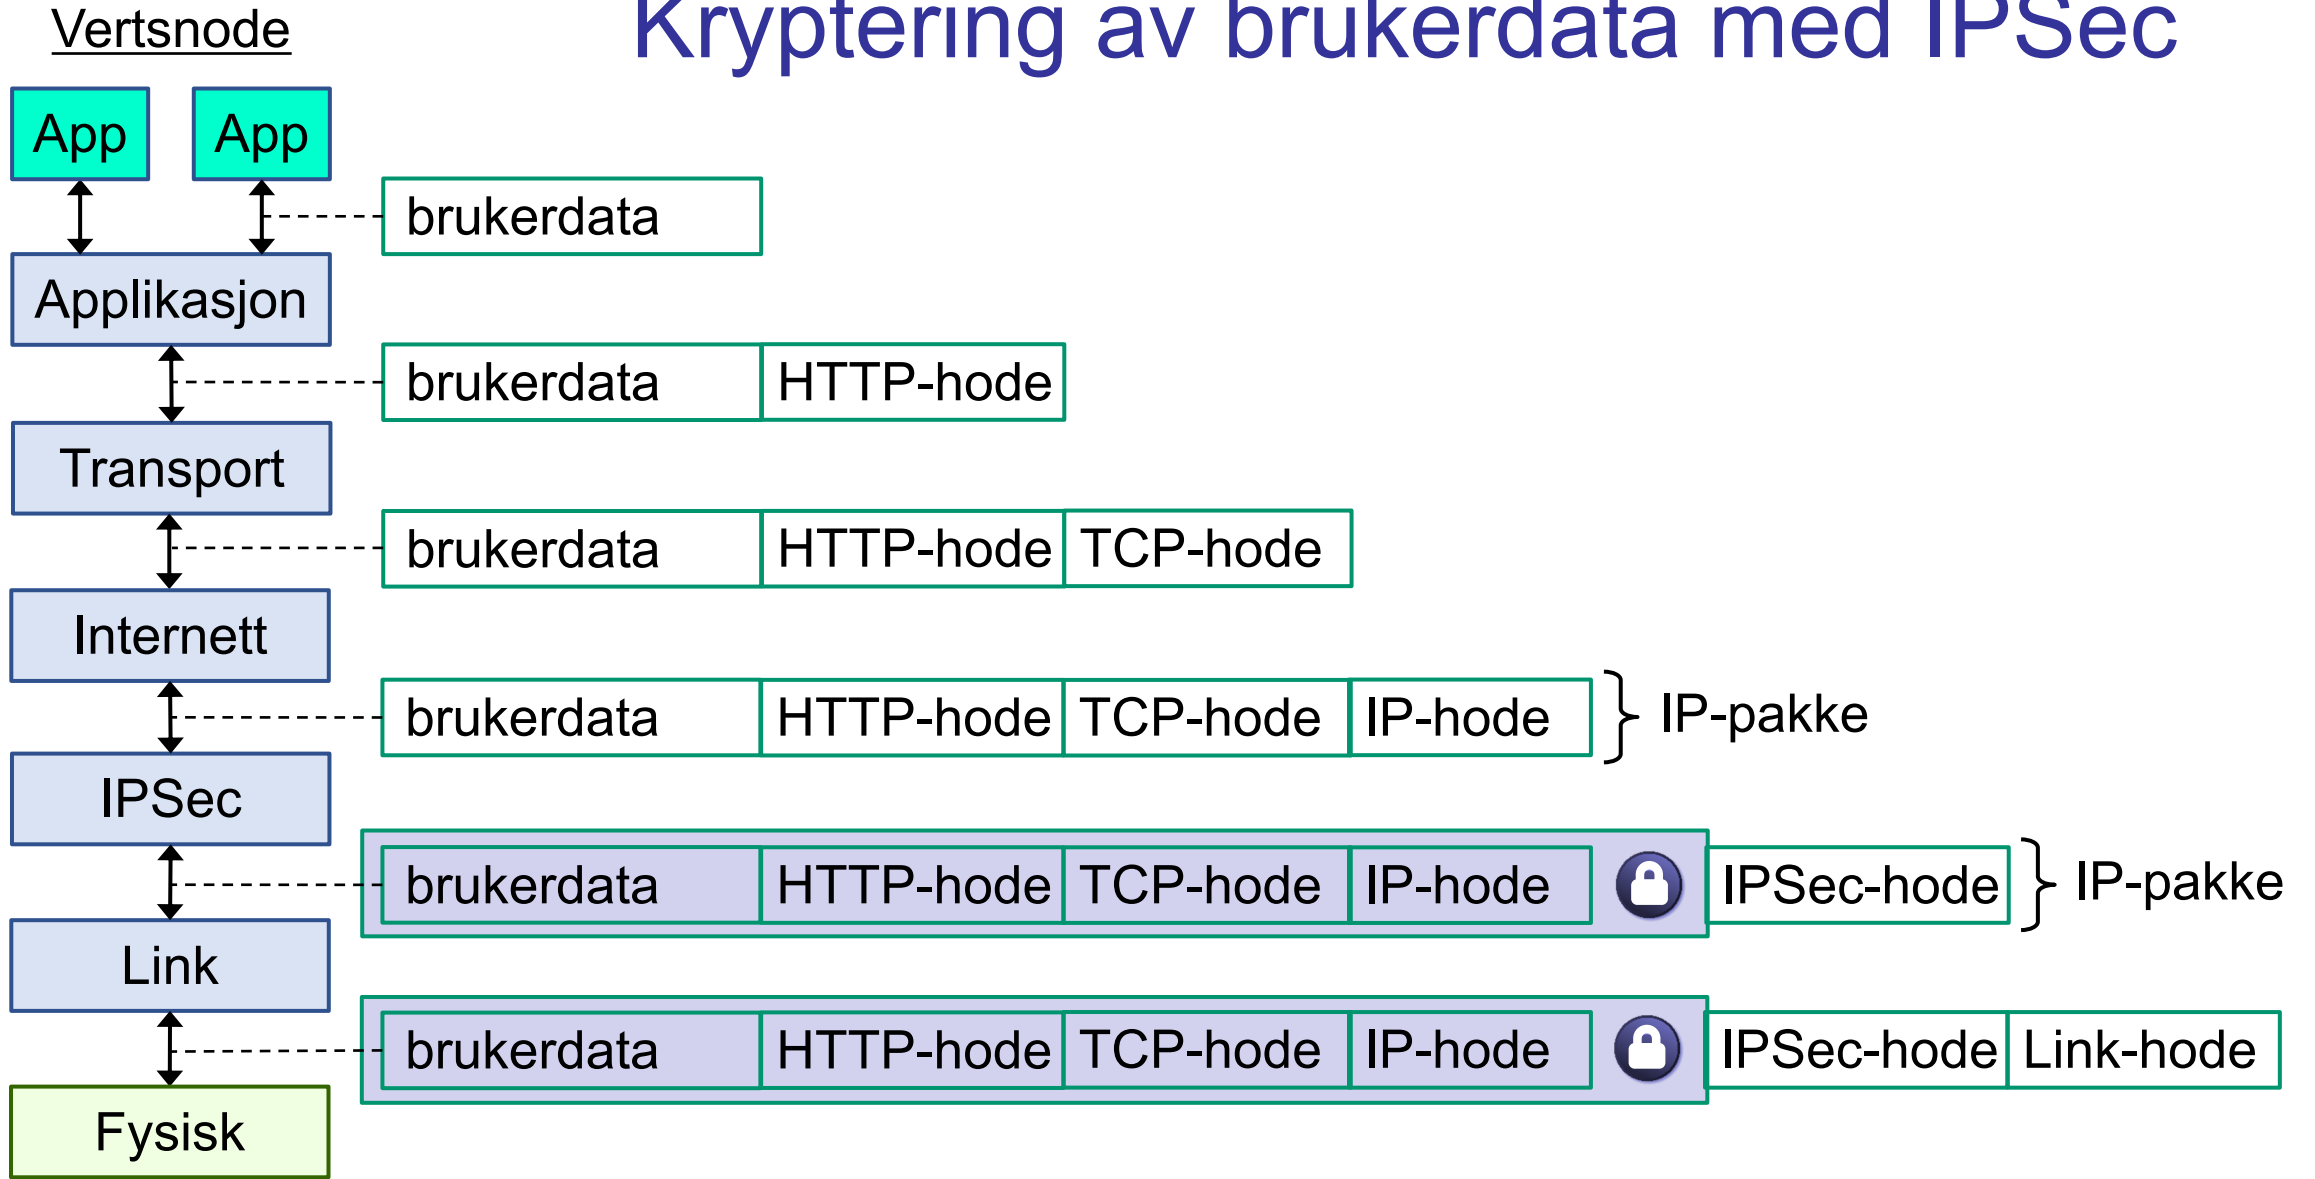 Kryptering av brukerdata med IPSec
Vertsnode
App App
brukerdata
Applikasjon
brukerdata HTTP-hode
Transport
brukerdata HTTP-hode TCP-hode
Internett
brukerdata HTTP-hode TCP-hode IP-hode IP-pakke
IPSec
brukerdata HTTP-hode TCP-hode IP-hode IPSec-hode IP-pakke
Link
brukerdata HTTP-hode TCP-hode IP-hode IPSec-hode Link-hode
Fysisk